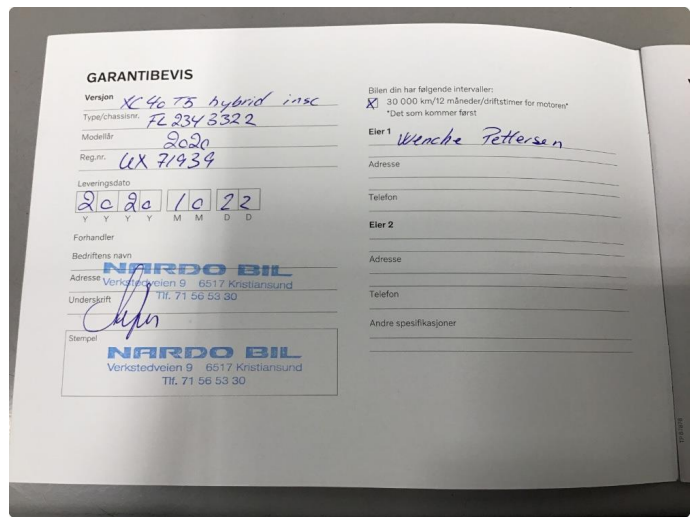 GARANTIBEVIS
Versjon XC40 T5 hybrid insc
Type/chassisnr. FL2343322
Modellår 2020
Reg.nr. UX 71939
Leveringsdato
2020 10 22
Y Y Y Y M M D D
Forhandler
Bedriftens navn
NARDO BIL
Adresse Verkstedveien 9 6517 Kristiansund
Tlf. 71 56 53 30
Underskrift
Stempel
NARDO BIL
Verkstedveien 9 6517 Kristiansund
Tlf. 71 56 53 30
Bilen din har følgende intervaller:
30 000 km/12 måneder/driftstimer for motoren*
*Det som kommer først
Eier 1 Wenche Pettersen
Adresse
Telefon
Eier 2
Adresse
Telefon
Andre spesifikasjoner